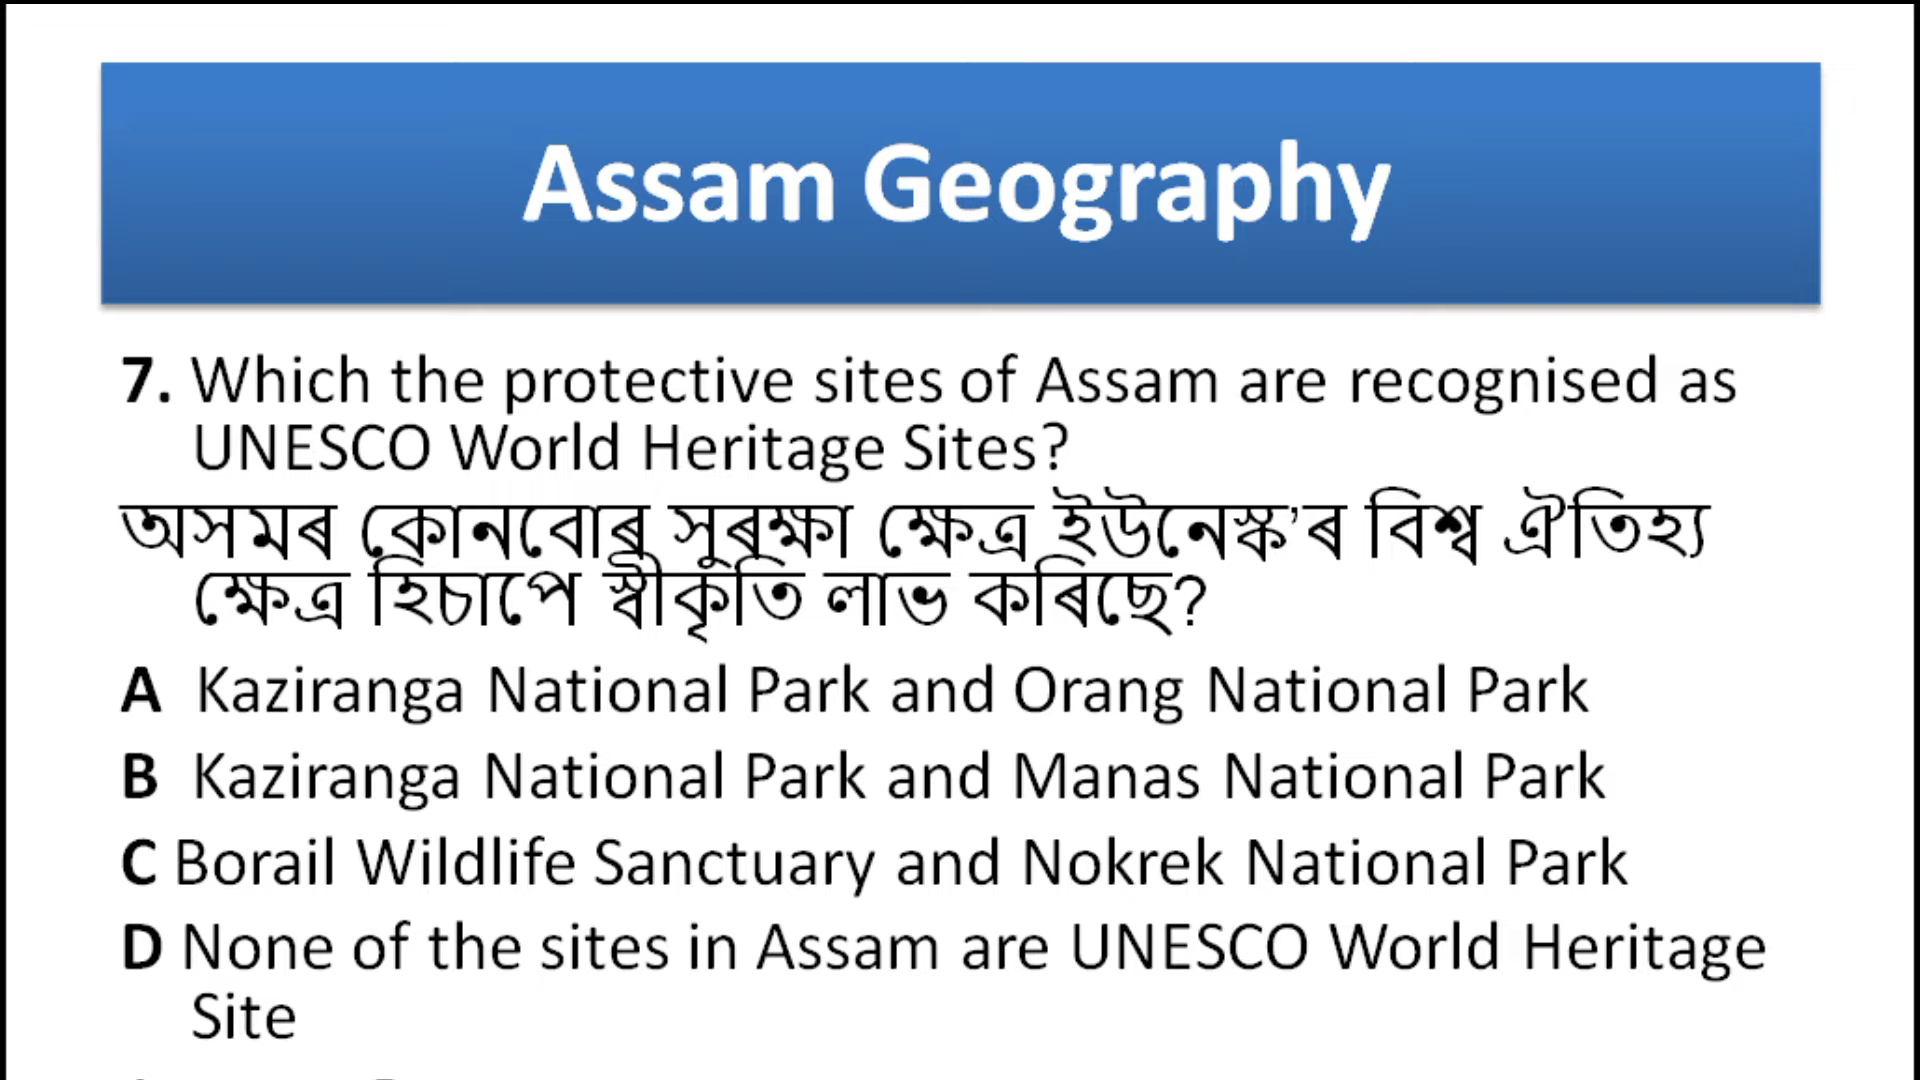 Assam Geography
7. Which the protective sites of Assam are recognised as
UNESCO World Heritage Sites?
অসমৰ কোনবোৰ সুৰক্ষা ক্ষেত্ৰ ইউনেস্ক'ৰ বিশ্ব ঐতিহ্য
ক্ষেত্ৰ হিচাপে স্বীকৃতি লাভ কৰিছে?
A Kaziranga National Park and Orang National Park
B Kaziranga National Park and Manas National Park
C Borail Wildlife Sanctuary and Nokrek National Park
D None of the sites in Assam are UNESCO World Heritage
Site